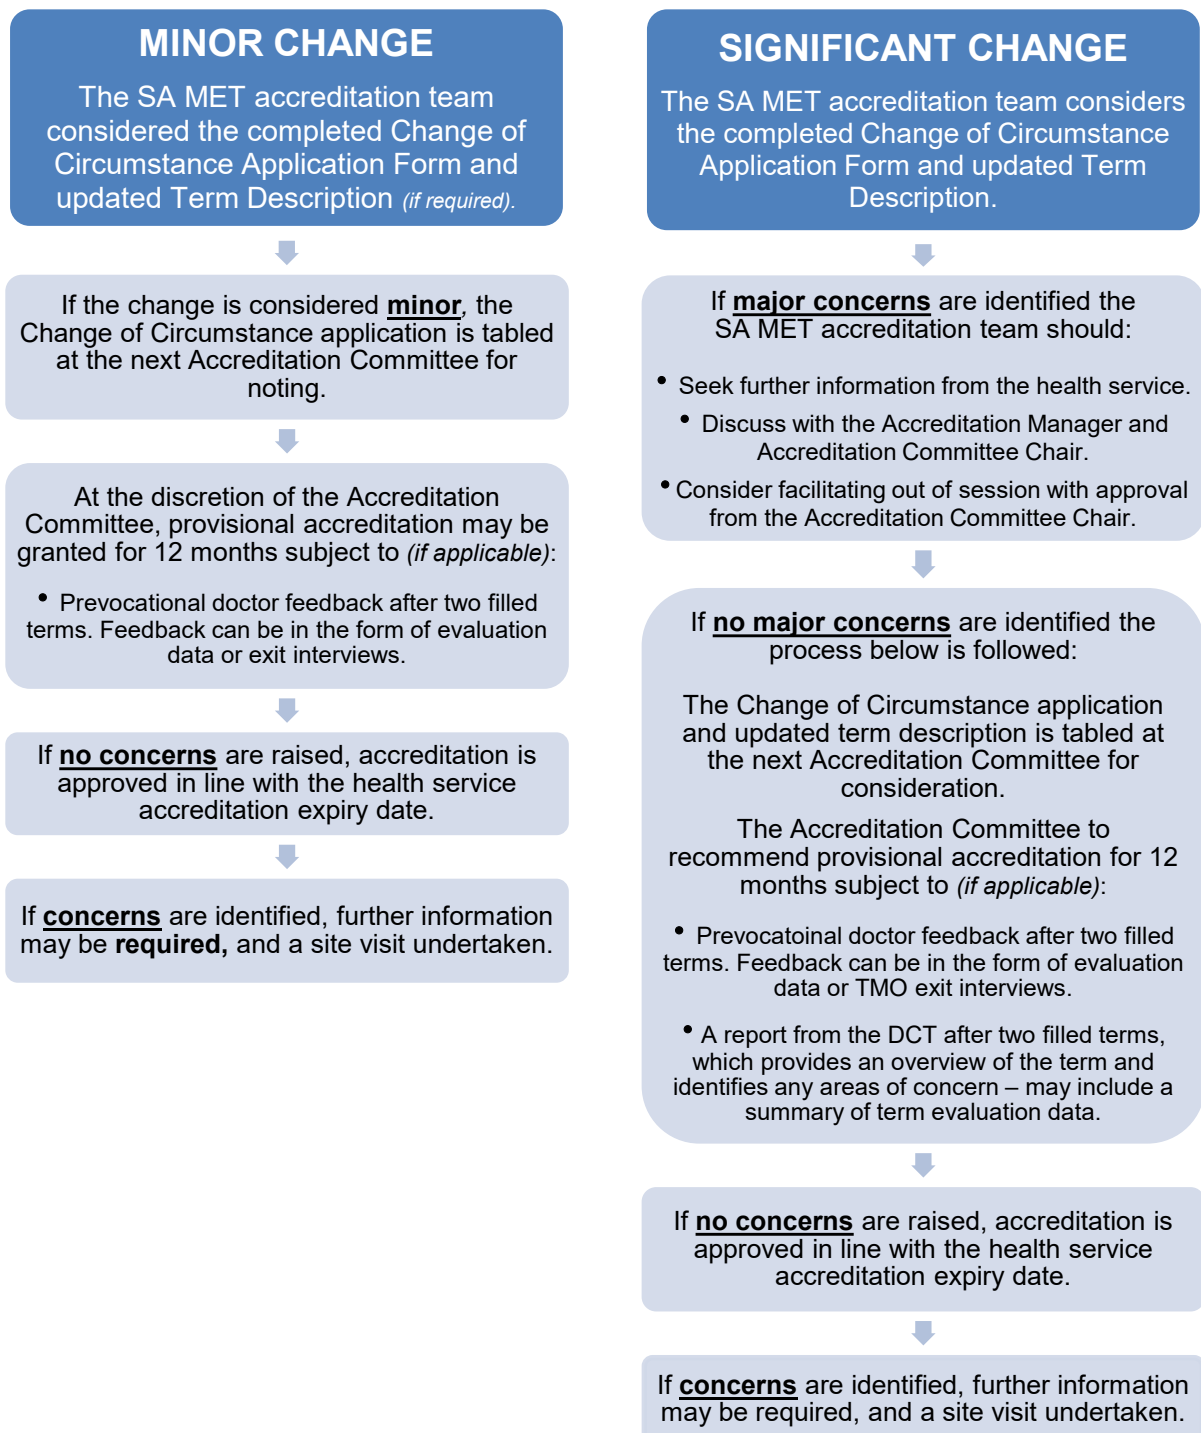 MINOR CHANGE
The SA MET accreditation team
considered the completed Change of
Circumstance Application Form and
updated Term Description (if required).
If the change is considered minor, the
Change of Circumstance application is tabled
at the next Accreditation Committee for
noting.
At the discretion of the Accreditation
Committee, provisional accreditation may be
granted for 12 months subject to (if applicable):
• Prevocational doctor feedback after two filled
terms. Feedback can be in the form of evaluation
data or exit interviews.
If no concerns are raised, accreditation is
approved in line with the health service
accreditation expiry date.
If concerns are identified, further information
may be required, and a site visit undertaken.
SIGNIFICANT CHANGE
The SA MET accreditation team considers
the completed Change of Circumstance
Application Form and updated Term
Description.
If major concerns are identified the
SA MET accreditation team should:
• Seek further information from the health service.
• Discuss with the Accreditation Manager and
Accreditation Committee Chair.
• Consider facilitating out of session with approval
from the Accreditation Committee Chair.
If no major concerns are identified the
process below is followed:
The Change of Circumstance application
and updated term description is tabled at
the next Accreditation Committee for
consideration.
The Accreditation Committee to
recommend provisional accreditation for 12
months subject to (if applicable):
• Prevocatoinal doctor feedback after two filled
terms. Feedback can be in the form of evaluation
data or TMO exit interviews.
• A report from the DCT after two filled terms,
which provides an overview of the term and
identifies any areas of concern – may include a
summary of term evaluation data.
If no concerns are raised, accreditation is
approved in line with the health service
accreditation expiry date.
If concerns are identified, further information
may be required, and a site visit undertaken.